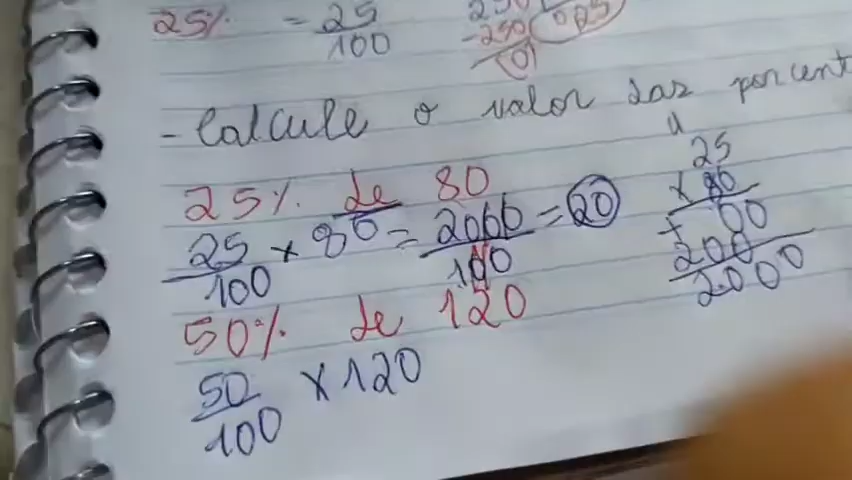 25% = 25/100
- Calcule o valor das porcent
25% de 80
25/100 x 80 = 2000/100 = 20
25
x 80
+ 00
200
2000
50% de 120
50/100 x 120